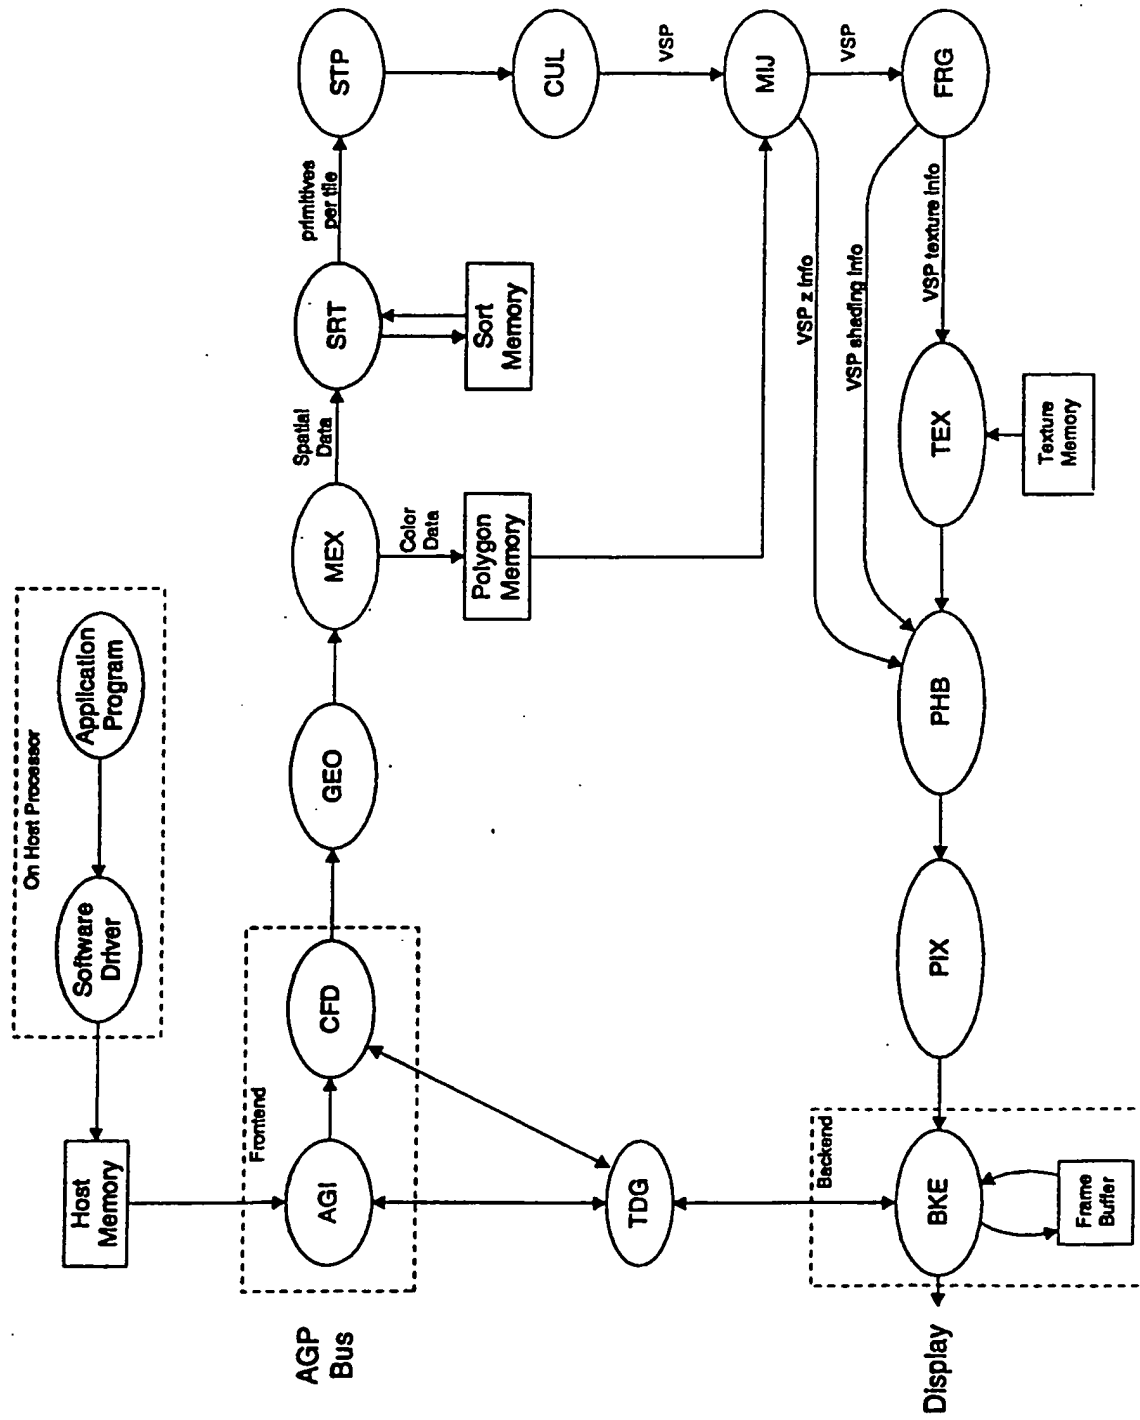 On Host Processor
Application
Program
Software
Driver
Host
Memory
AGP
Bus
Frontend
AGI
CFD
GEO
MEX
Spatial
Data
SRT
primitives
per tile
STP
Color
Data
Polygon
Memory
Sort
Memory
CUL
VSP
MIJ
VSP
FRG
VSP z info
VSP shading info
VSP texture info
TEX
Texture
Memory
PHB
PIX
TDG
Backend
BKE
Frame
Buffer
Display